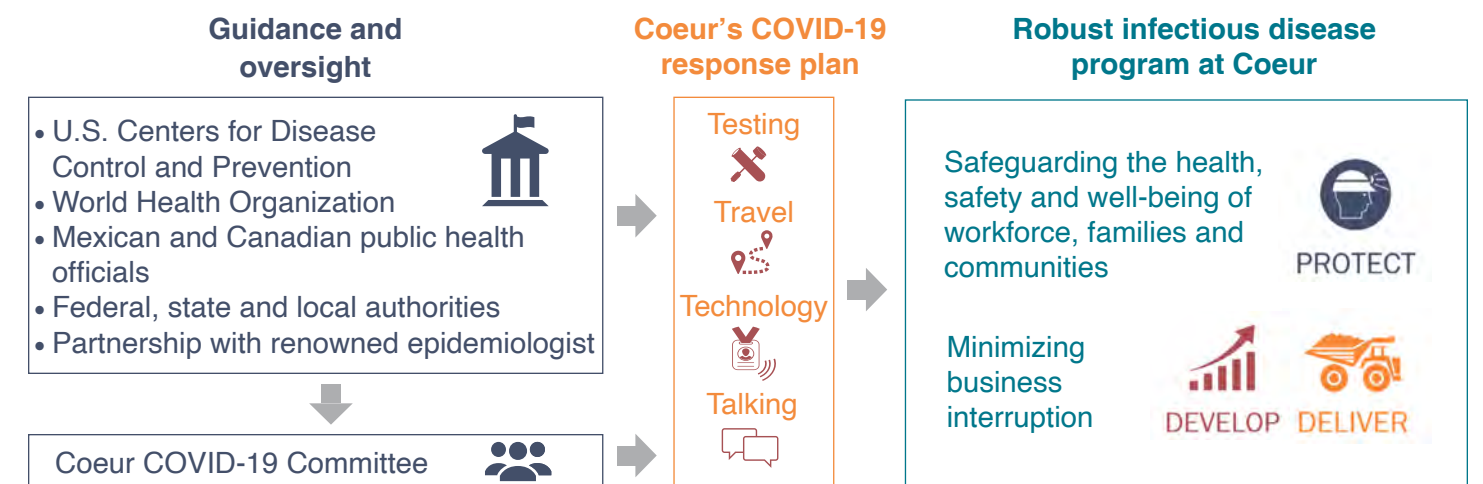 Guidance and
oversight
• U.S. Centers for Disease
Control and Prevention
• World Health Organization
• Mexican and Canadian public health
officials
• Federal, state and local authorities
• Partnership with renowned epidemiologist
Coeur COVID-19 Committee
Coeur’s COVID-19
response plan
Testing
Travel
Technology
Talking
Robust infectious disease
program at Coeur
Safeguarding the health,
safety and well-being of
workforce, families and
communities
PROTECT
Minimizing
business
interruption
DEVELOP
DELIVER